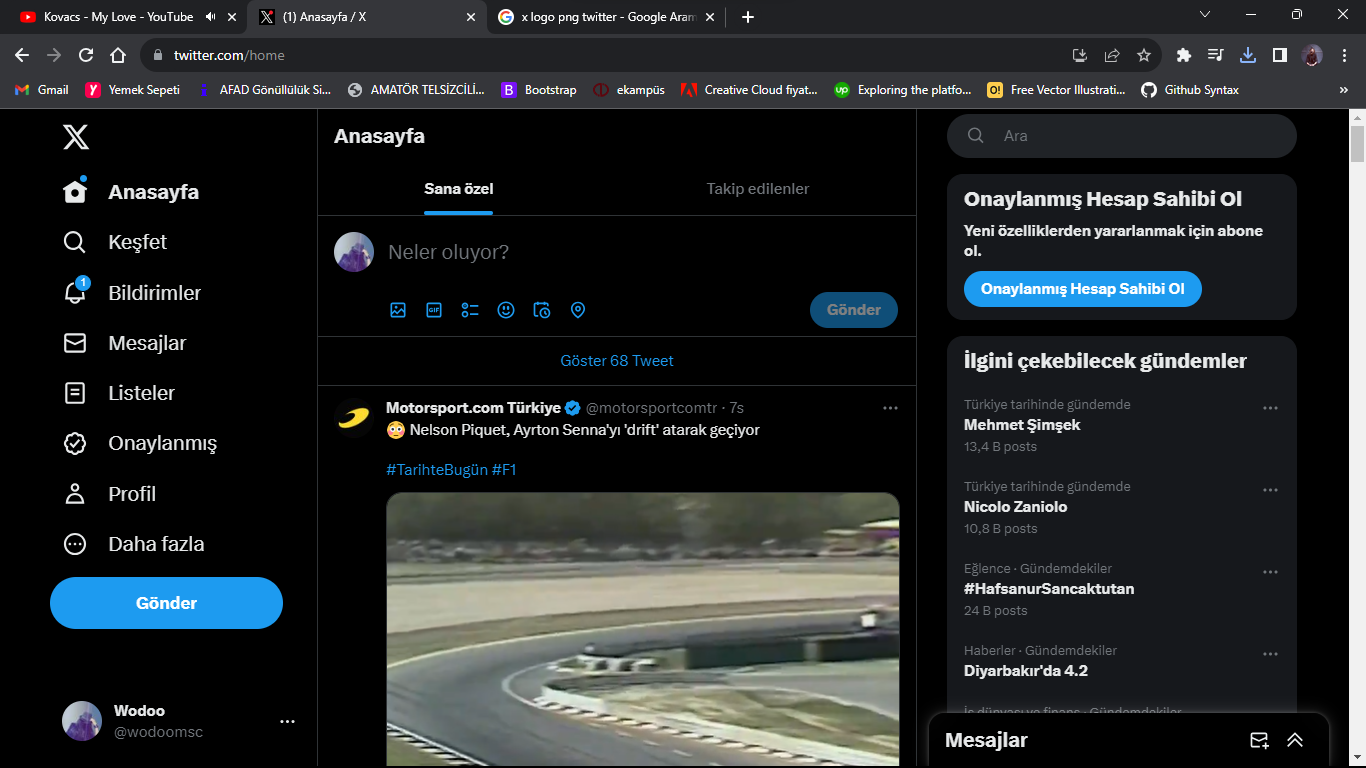 Kovacs - My Love - YouTube
(1) Anasayfa / X
x logo png twitter - Google Aram
twitter.com/home
Gmail
Yemek Sepeti
AFAD Gönüllülük Si...
AMATÖR TELSİZCİLİ...
Bootstrap
ekampüs
Creative Cloud fiyat...
Exploring the platfo...
Free Vector Illustrati...
Github Syntax
Anasayfa
Keşfet
1
Bildirimler
Mesajlar
Listeler
Onaylanmış
Profil
Daha fazla
Gönder
Wodoo
@wodoomsc
Anasayfa
Sana özel
Takip edilenler
Neler oluyor?
GIF
Gönder
Göster 68 Tweet
Motorsport.com Türkiye @motorsportcomtr · 7s
😳 Nelson Piquet, Ayrton Senna'yı 'drift' atarak geçiyor
#TarihteBugün #F1
Ara
Onaylanmış Hesap Sahibi Ol
Yeni özelliklerden yararlanmak için abone
ol.
Onaylanmış Hesap Sahibi Ol
İlgini çekebilecek gündemler
Türkiye tarihinde gündemde
Mehmet Şimşek
13,4 B posts
Türkiye tarihinde gündemde
Nicolo Zaniolo
10,8 B posts
Eğlence · Gündemdekiler
#HafsanurSancaktutan
24 B posts
Haberler · Gündemdekiler
Diyarbakır'da 4.2
İş dünyası ve finans · Gündemdekiler
Mesajlar